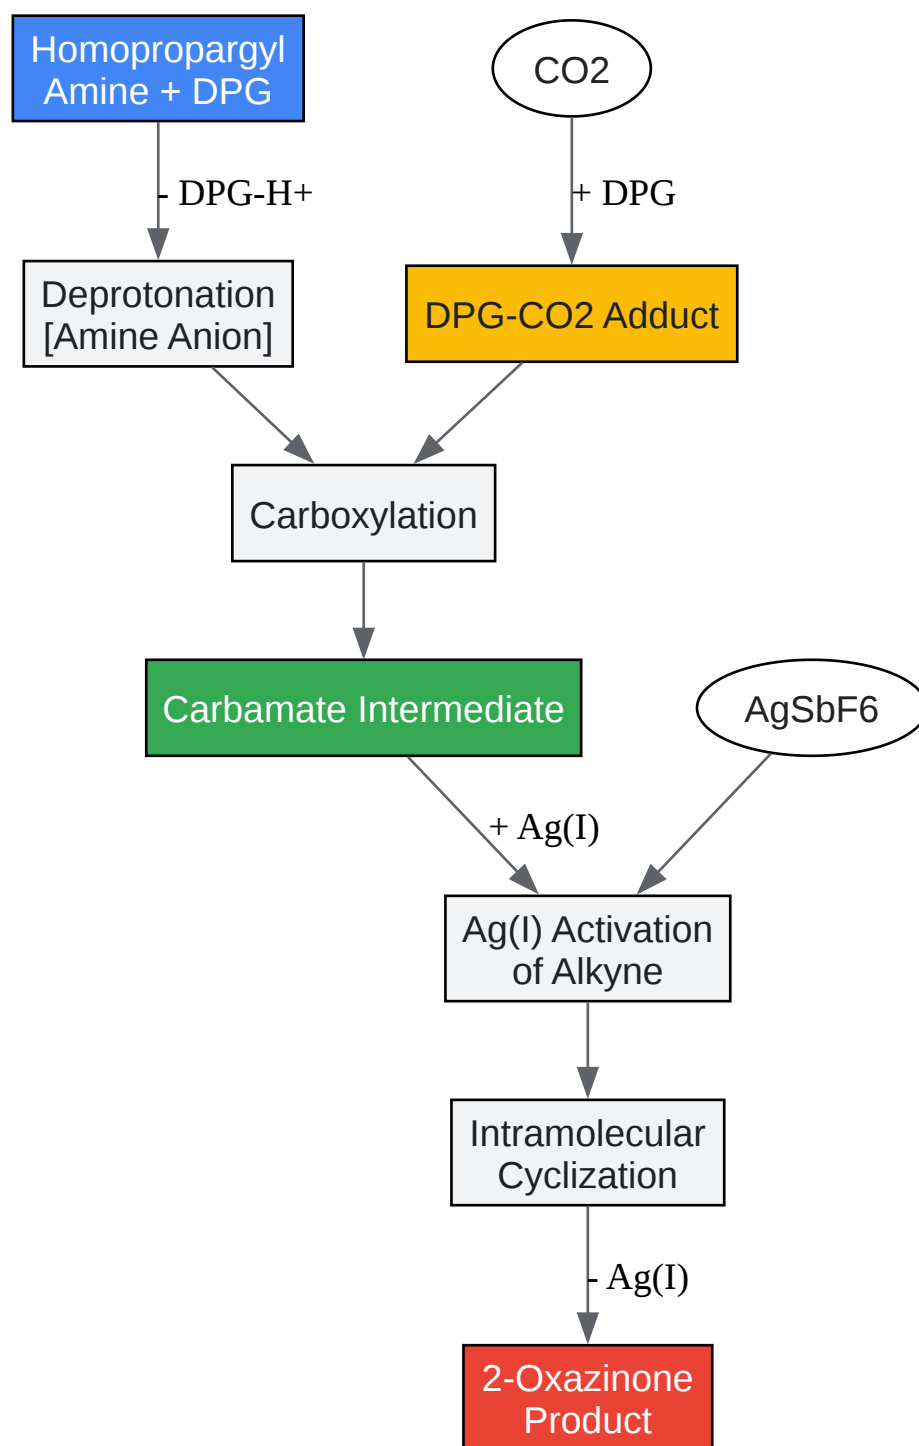 Homopropargyl
Amine + DPG
CO2
- DPG-H+
+ DPG
Deprotonation
[Amine Anion]
DPG-CO2 Adduct
Carboxylation
Carbamate Intermediate
AgSbF6
+ Ag(I)
Ag(I) Activation
of Alkyne
Intramolecular
Cyclization
- Ag(I)
2-Oxazinone
Product